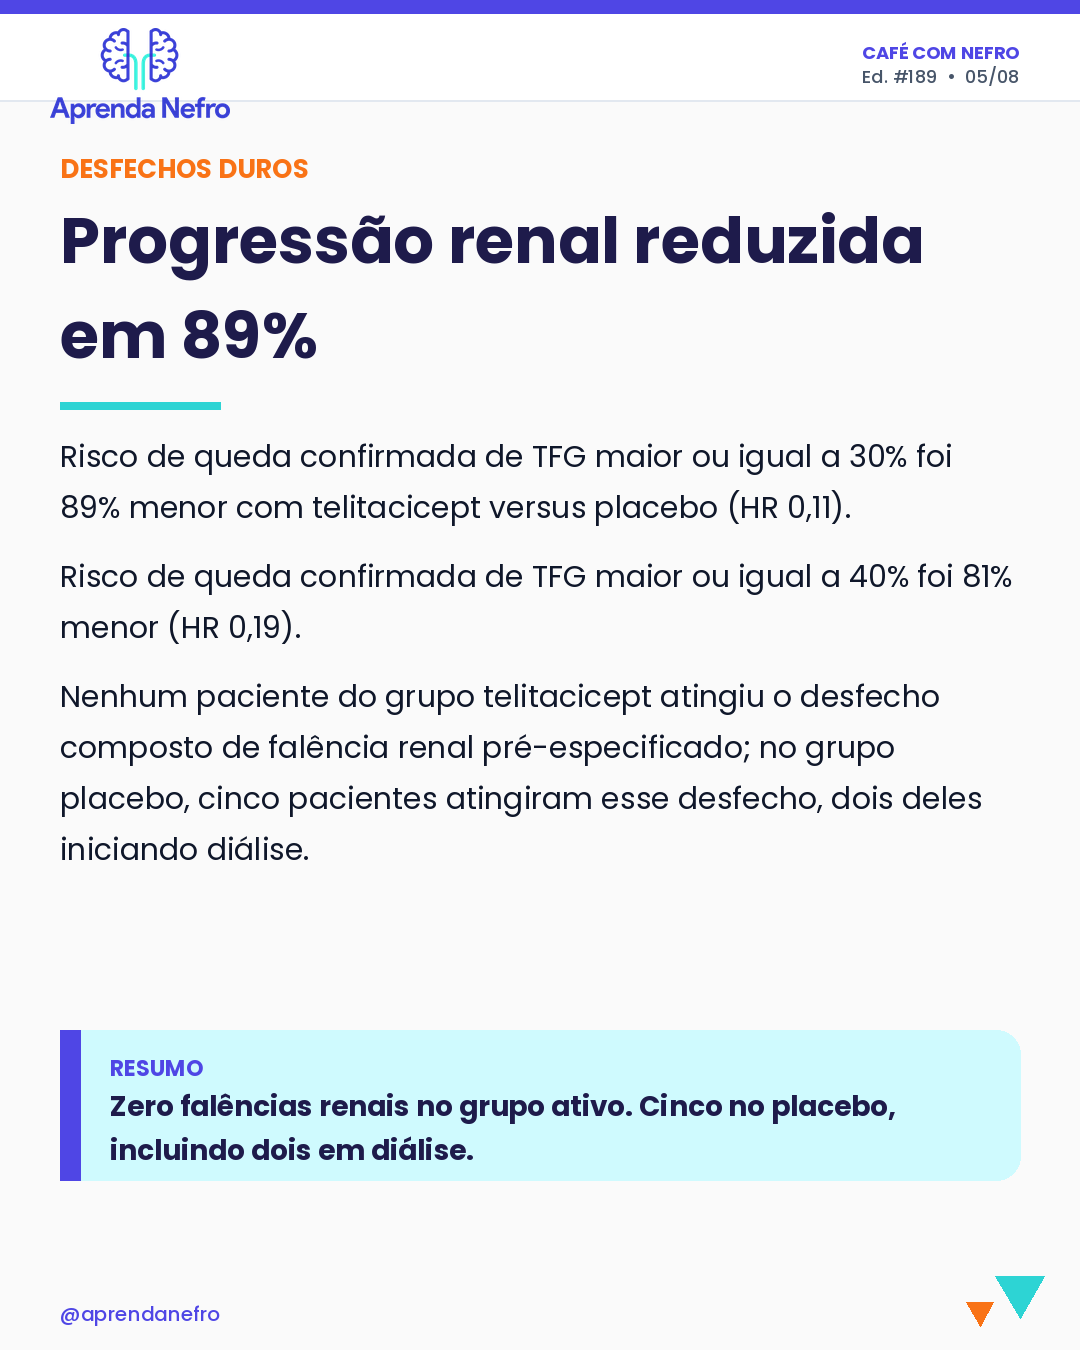 Aprenda Nefro
CAFÉ COM NEFRO
Ed. #189 • 05/08
DESFECHOS DUROS
Progressão renal reduzida
em 89%
Risco de queda confirmada de TFG maior ou igual a 30% foi
89% menor com telitacicept versus placebo (HR 0,11).
Risco de queda confirmada de TFG maior ou igual a 40% foi 81%
menor (HR 0,19).
Nenhum paciente do grupo telitacicept atingiu o desfecho
composto de falência renal pré-especificado; no grupo
placebo, cinco pacientes atingiram esse desfecho, dois deles
iniciando diálise.
RESUMO
Zero falências renais no grupo ativo. Cinco no placebo,
incluindo dois em diálise.
@aprendanefro